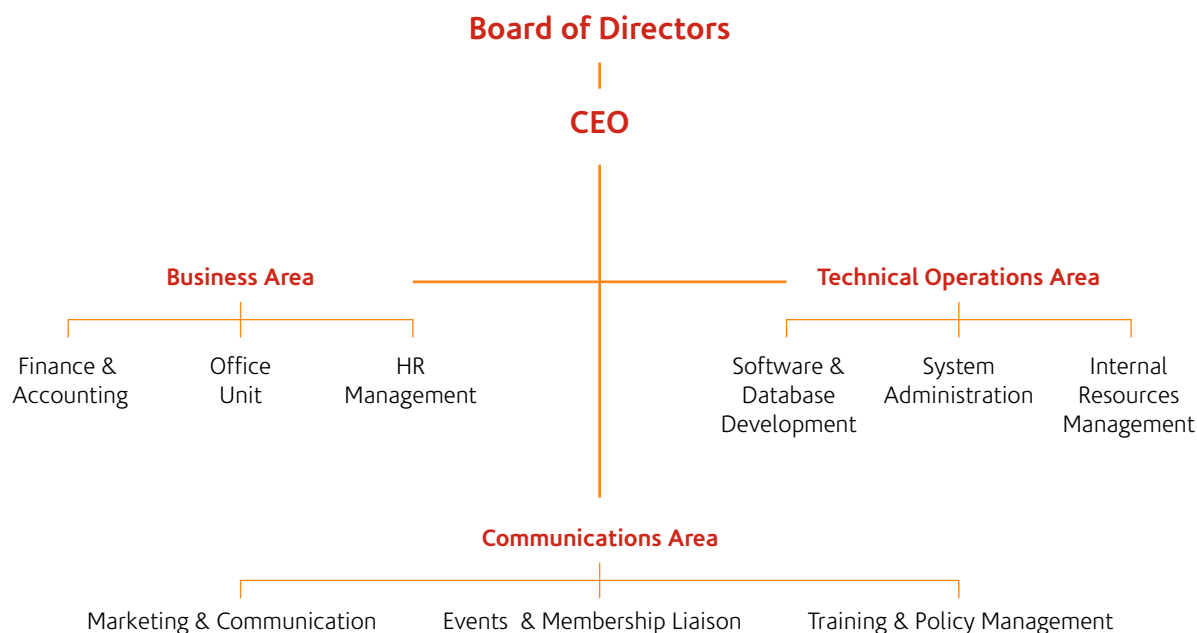 Board of Directors
CEO
Business Area
Technical Operations Area
Finance &
Accounting
Office
Unit
HR
Management
Software &
Database
Development
System
Administration
Internal
Resources
Management
Communications Area
Marketing & Communication
Events & Membership Liaison
Training & Policy Management